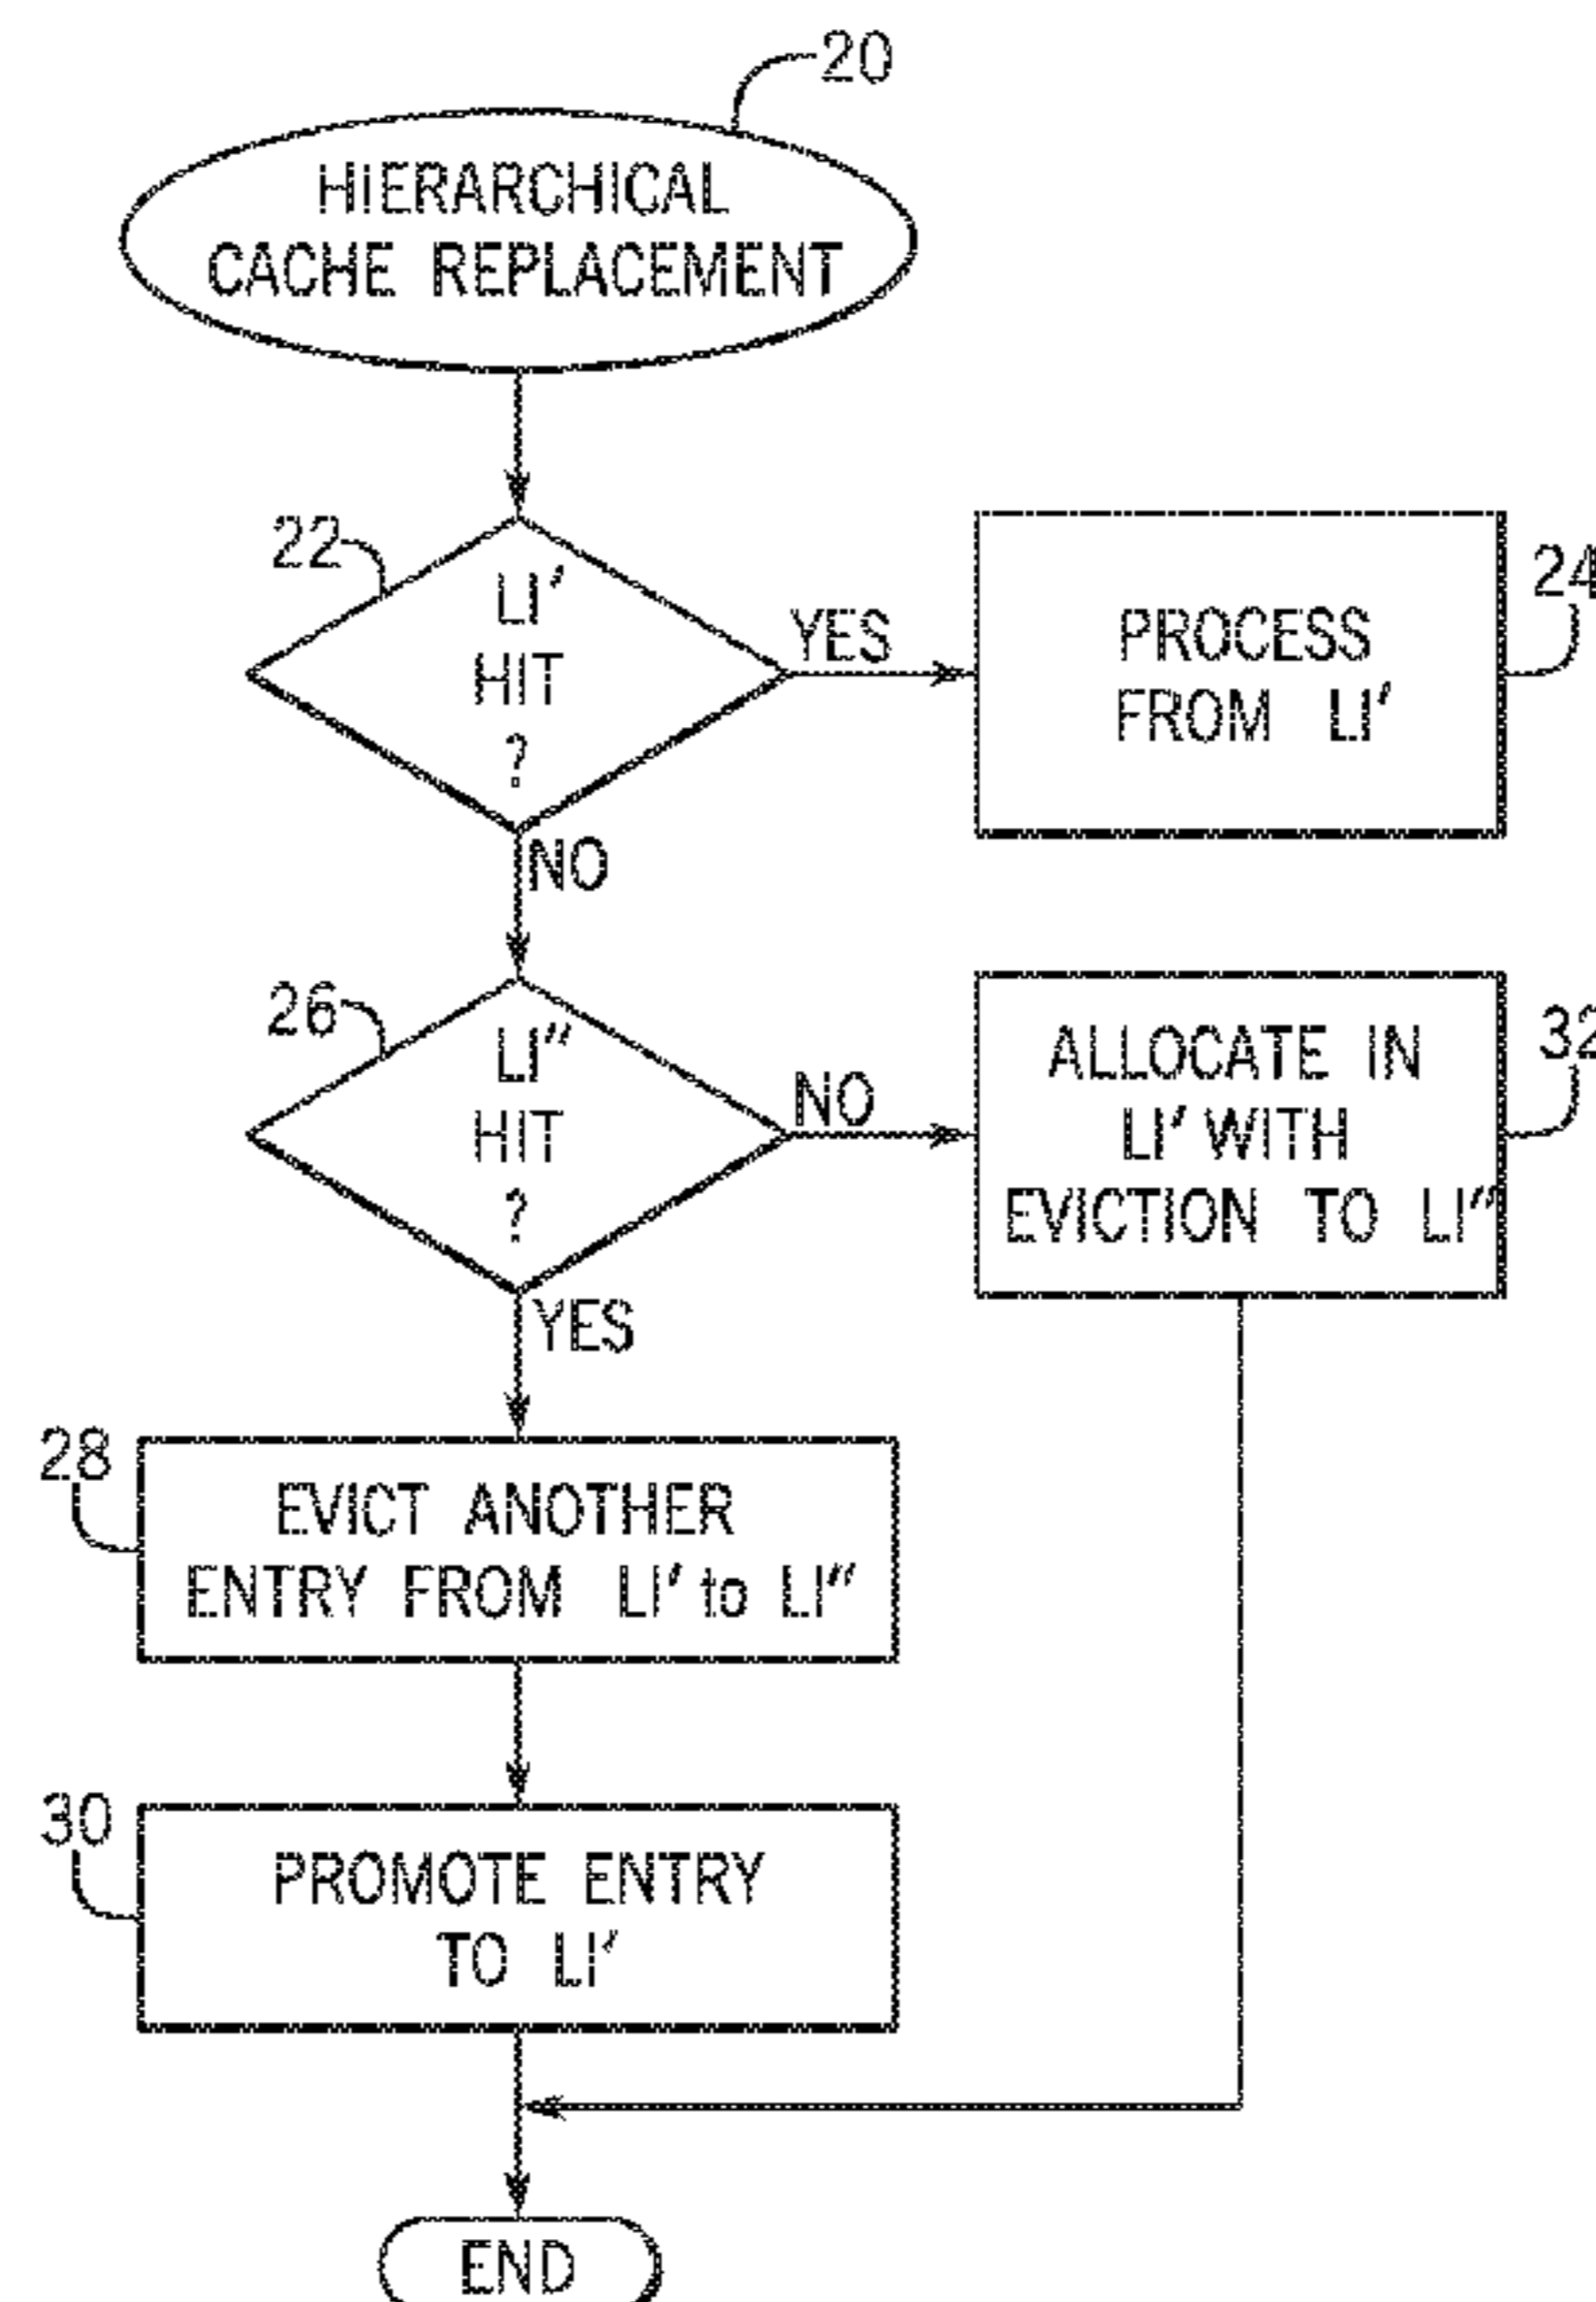 20
HIERARCHICAL
CACHE REPLACEMENT
22
LI'
HIT
?
YES
PROCESS
FROM LI'
24
NO
26
LI"
HIT
?
NO
ALLOCATE IN
LI' WITH
EVICTION TO LI"
32
YES
28
EVICT ANOTHER
ENTRY FROM LI' to LI"
30
PROMOTE ENTRY
TO LI'
END